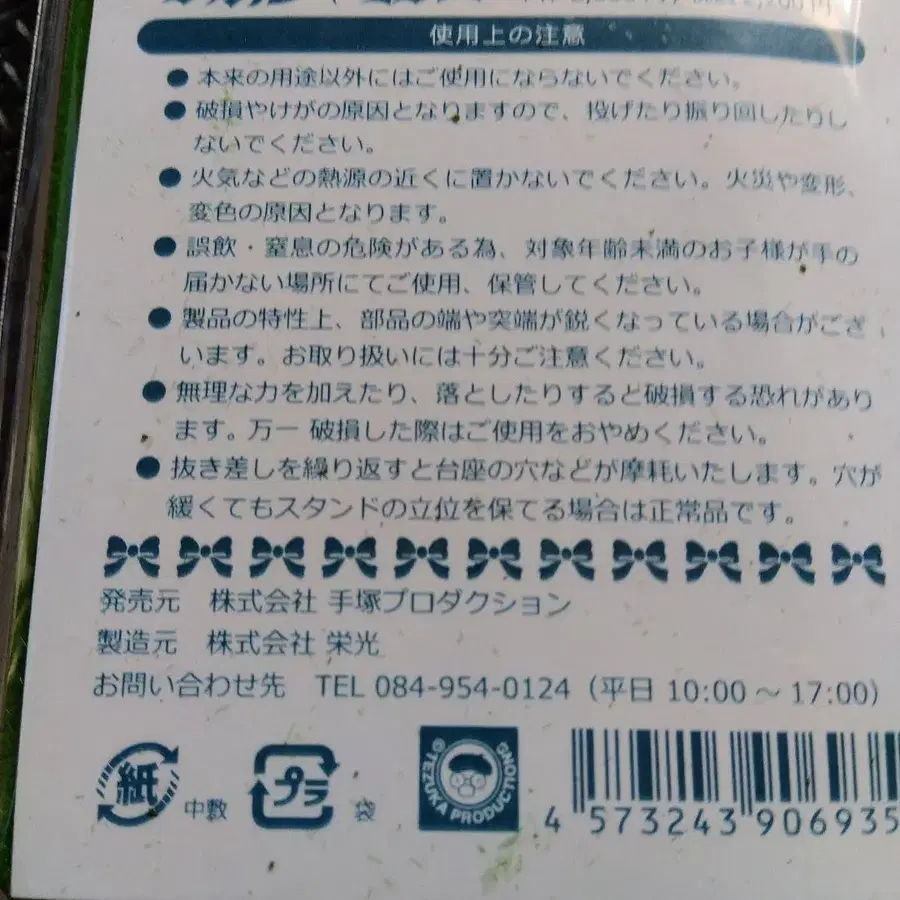 使用上の注意
● 本来の用途以外にはご使用にならないでください。
● 破損やけがの原因となりますので、投げたり振り回したりし
ないでください。
● 火気などの熱源の近くに置かないでください。火災や変形、
変色の原因となります。
● 誤飲・窒息の危険がある為、対象年齢未満のお子様が手の
届かない場所にてご使用、保管してください。
● 製品の特性上、部品の端や突端が鋭くなっている場合がござ
います。お取り扱いには十分ご注意ください。
● 無理な力を加えたり、落としたりすると破損する恐れがあり
ます。万一 破損した際はご使用をおやめください。
● 抜き差しを繰り返すと台座の穴などが摩耗いたします。穴が
緩くてもスタンドの立位を保てる場合は正常品です。
発売元 株式会社 手塚プロダクション
製造元 株式会社 栄光
お問い合わせ先 TEL 084-954-0124（平日 10:00 〜 17:00）
紙 中敷 プラ 袋 © TEZUKA PRODUCTIONS
4 573243 906935